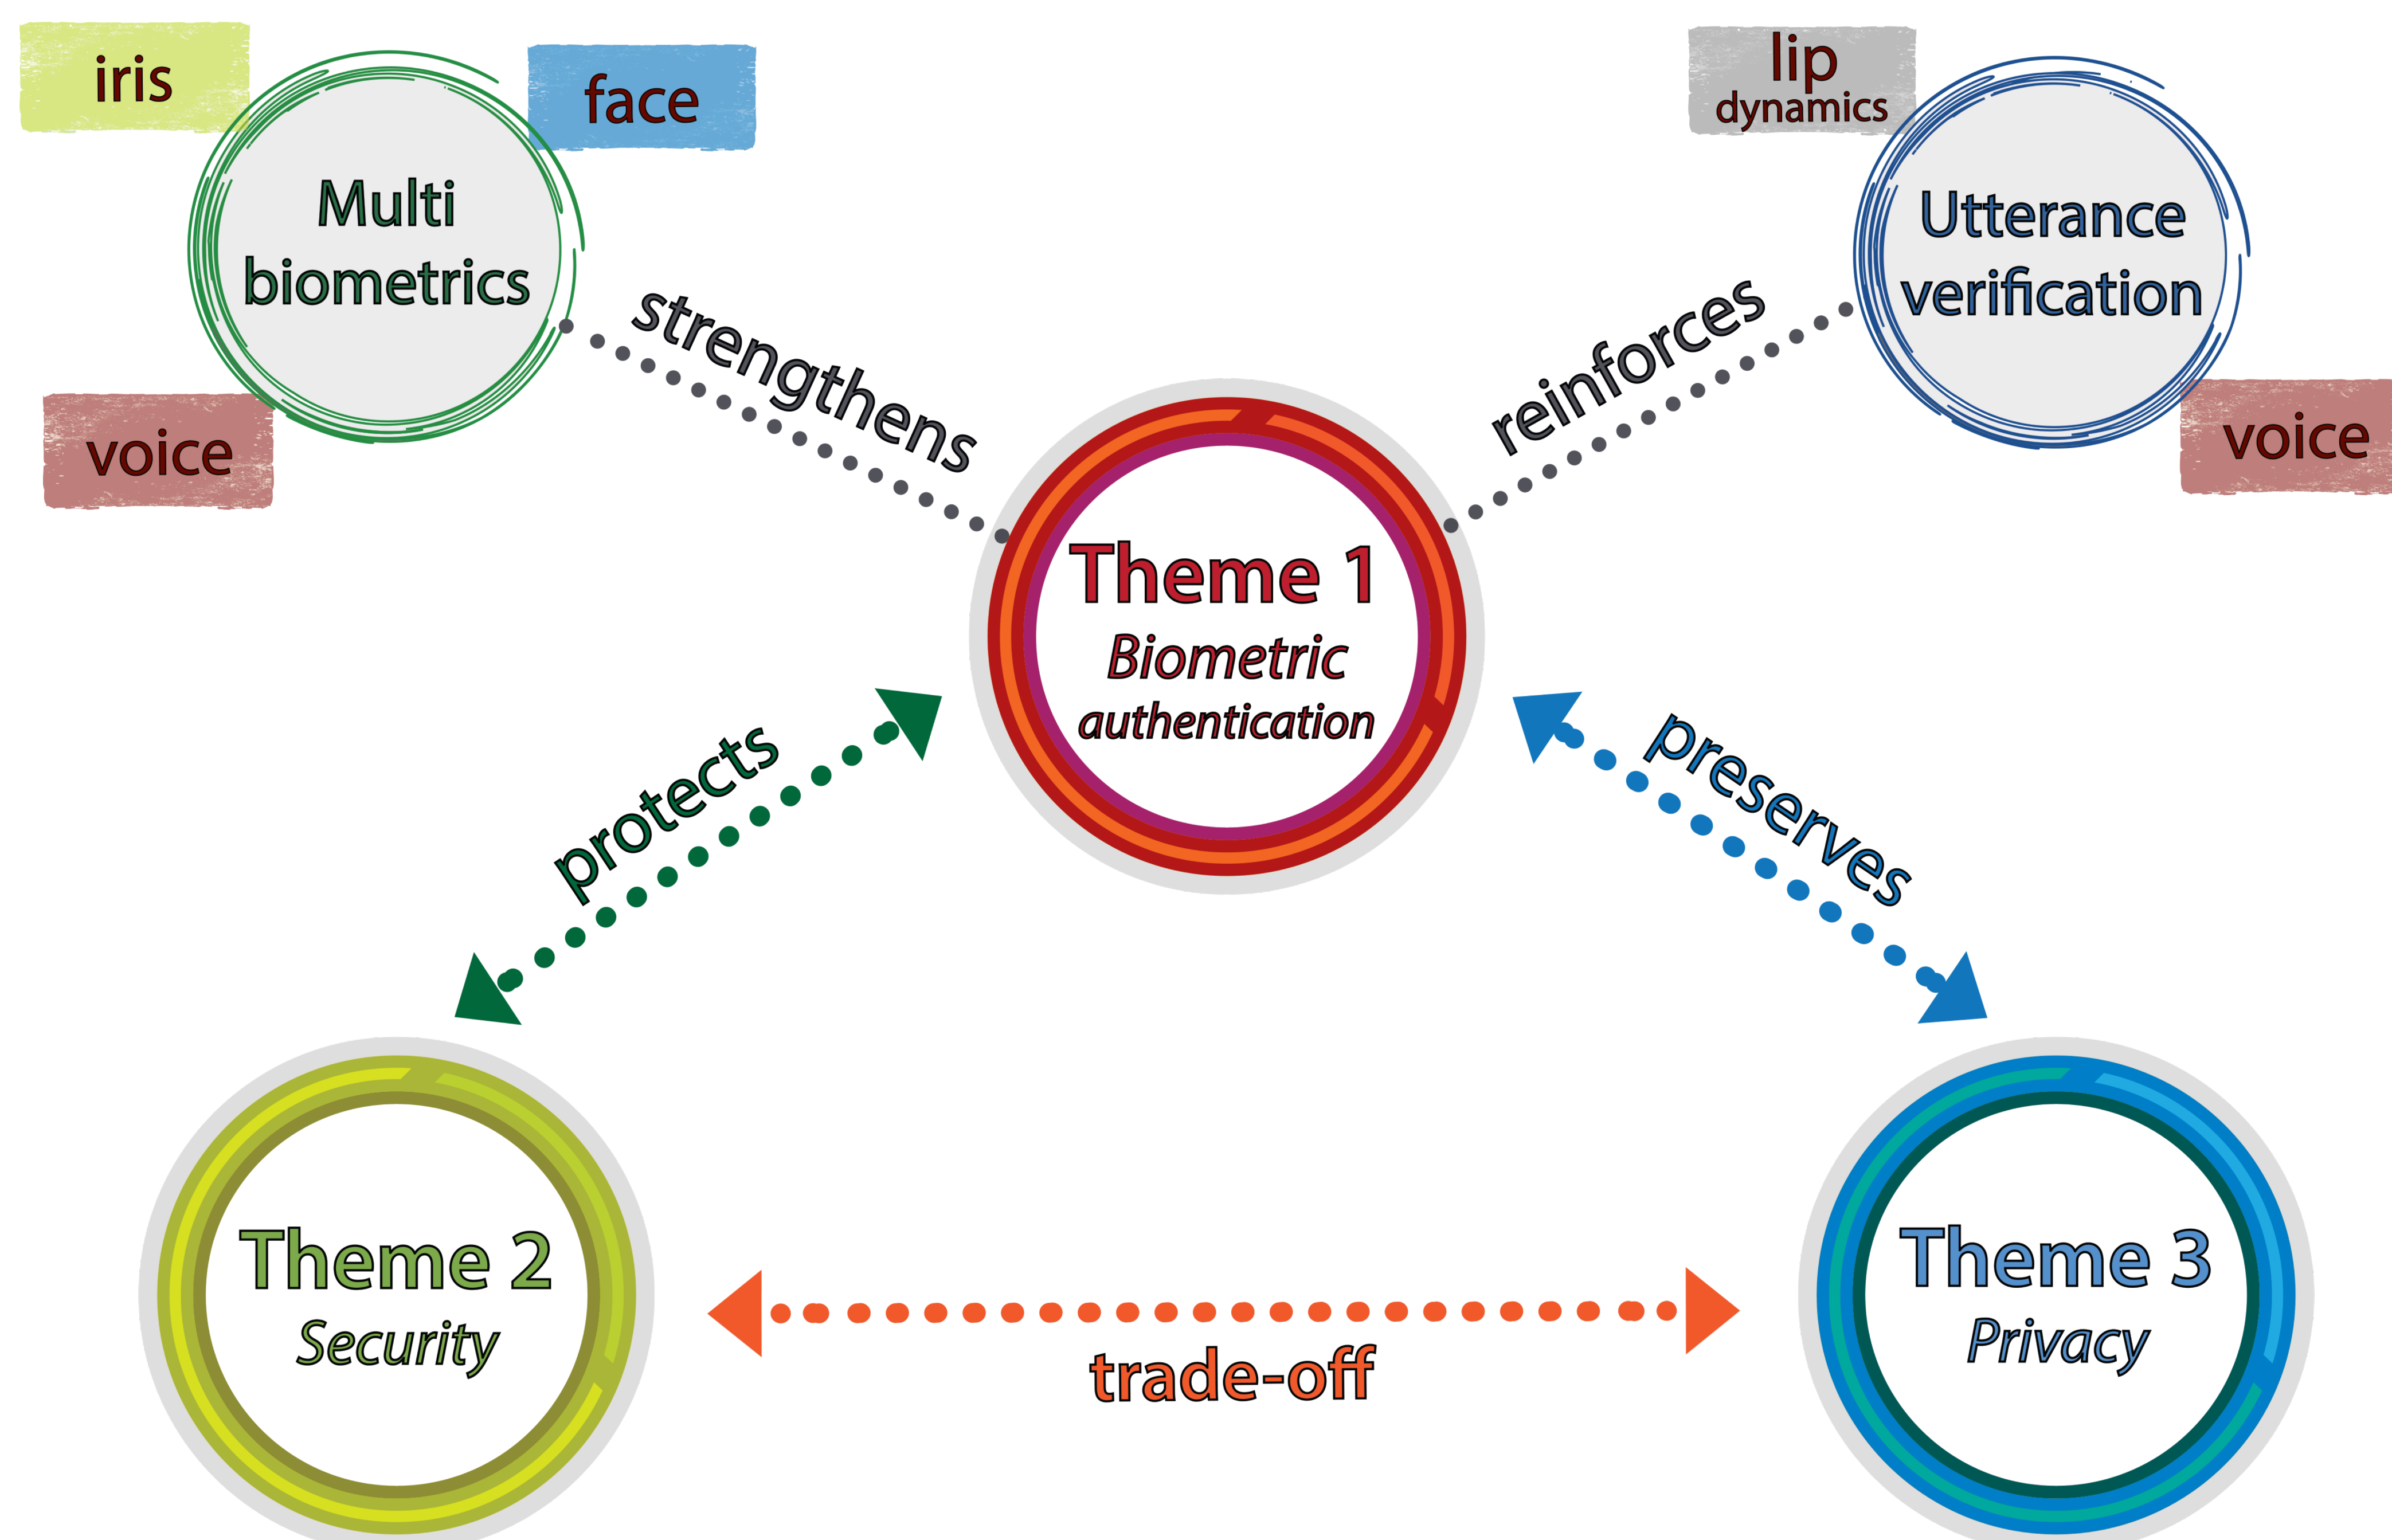 iris
face
Multi
biometrics
voice
lip
dynamics
Utterance
verification
voice
strengthens
reinforces
Theme 1
Biometric
authentication
protects
preserves
Theme 2
Security
Theme 3
Privacy
trade-off